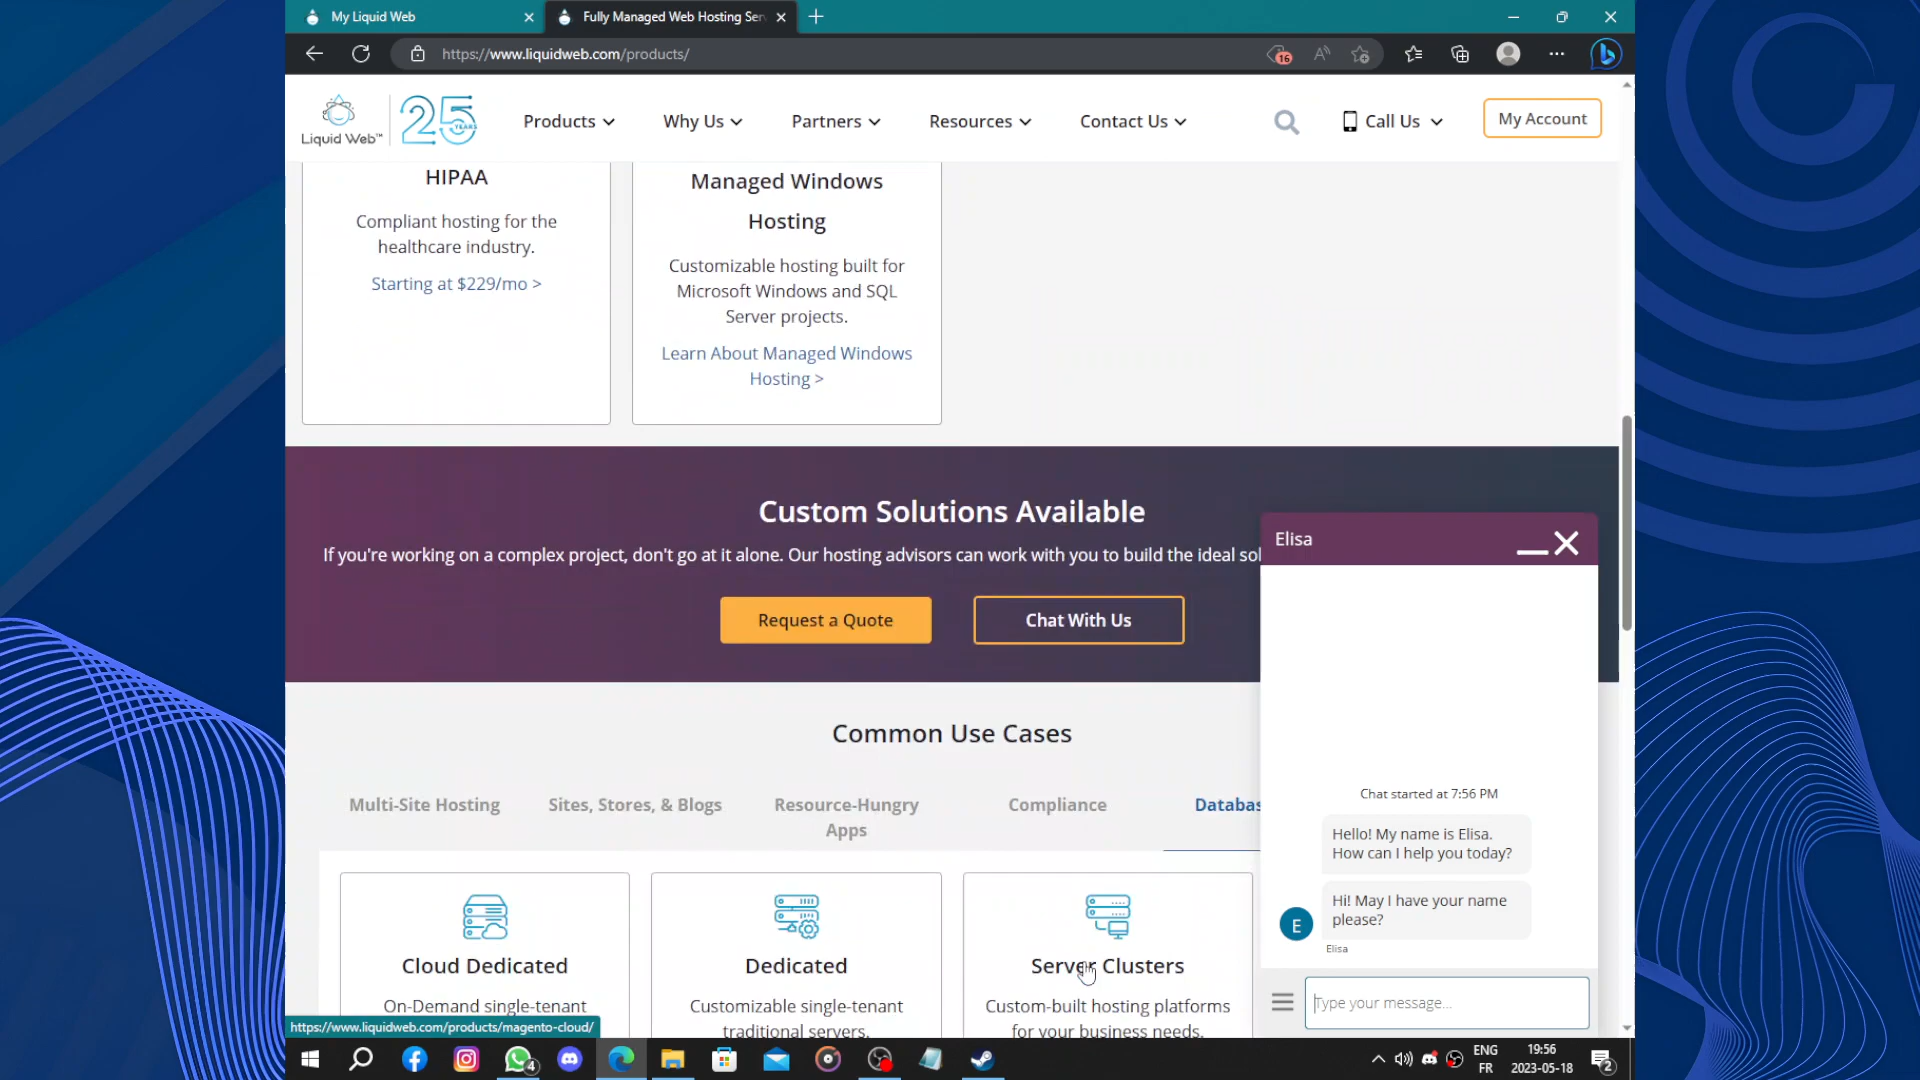 My Liquid Web
Fully Managed Web Hosting Ser
https://www.liquidweb.com/products/
16
Liquid Web™
25
YEARS
Products
Why Us
Partners
Resources
Contact Us
Call Us
My Account
HIPAA
Compliant hosting for the
healthcare industry.
Starting at $229/mo >
Managed Windows
Hosting
Customizable hosting built for
Microsoft Windows and SQL
Server projects.
Learn About Managed Windows
Hosting >
Custom Solutions Available
If you're working on a complex project, don't go at it alone. Our hosting advisors can work with you to build the ideal sol
Request a Quote
Chat With Us
Common Use Cases
Multi-Site Hosting
Sites, Stores, & Blogs
Resource-Hungry
Apps
Compliance
Databas
Cloud Dedicated
On-Demand single-tenant
Dedicated
Customizable single-tenant
traditional servers.
Server Clusters
Custom-built hosting platforms
for your business needs.
Elisa
Chat started at 7:56 PM
Hello! My name is Elisa.
How can I help you today?
Hi! May I have your name
please?
E
Elisa
Type your message...
https://www.liquidweb.com/products/magento-cloud/
4
ENG
FR
19:56
2023-05-18
2